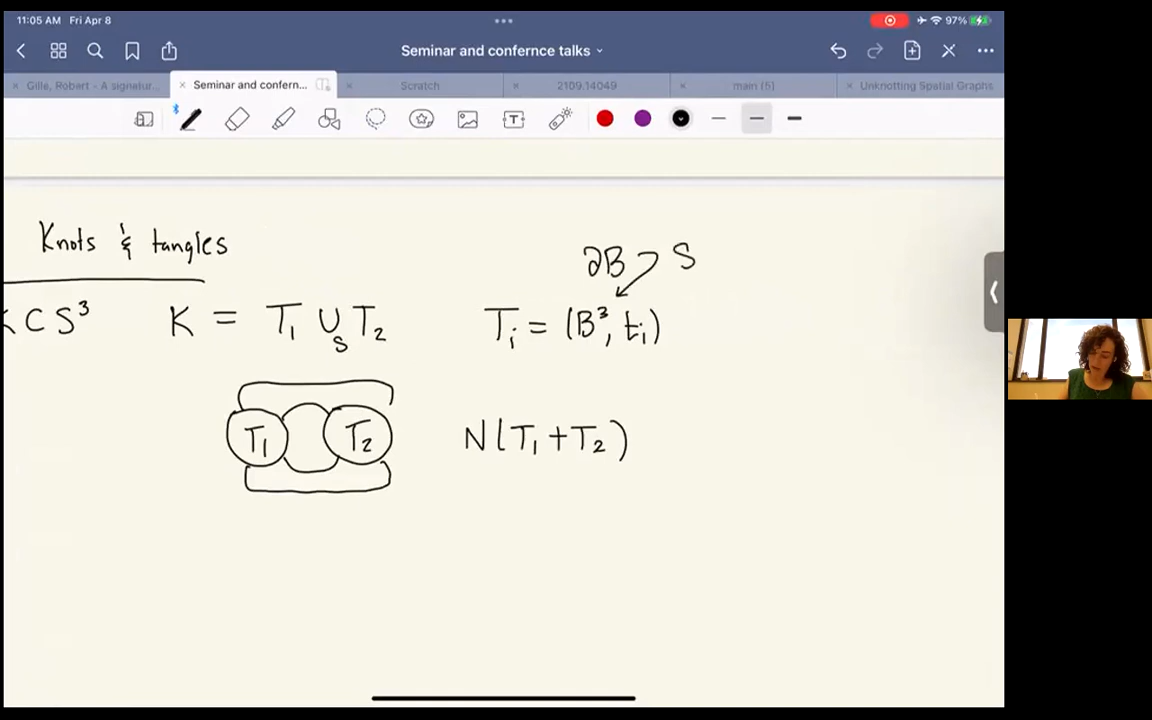 11:05 AM Fri Apr 8
97%
Seminar and confernce talks
Gille, Robert - A signatur...
Seminar and confern...
Scratch
2109.14049
main (5)
Unknotting Spatial Graphs
Knots & tangles
∂B S
K ⊂ S³ K = T₁ ∪ₛ T₂ Tᵢ = (B³, tᵢ)
T₁ T₂ N(T₁ + T₂)